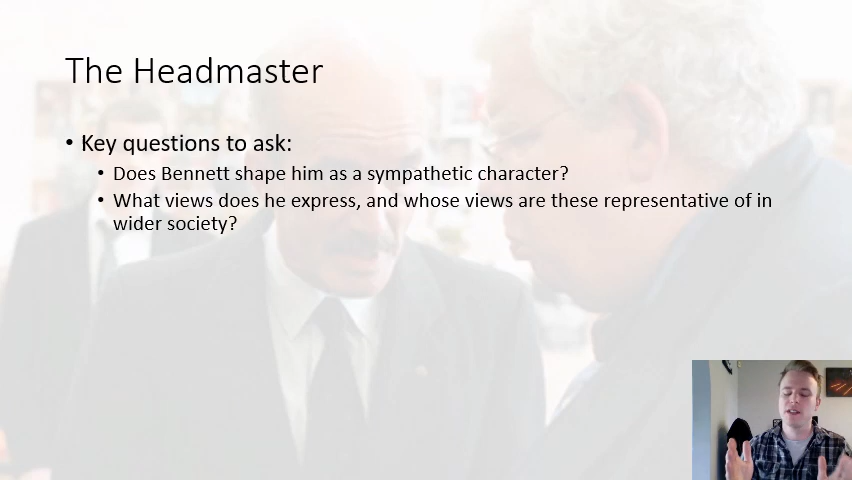 The Headmaster
• Key questions to ask:
• Does Bennett shape him as a sympathetic character?
• What views does he express, and whose views are these representative of in
wider society?